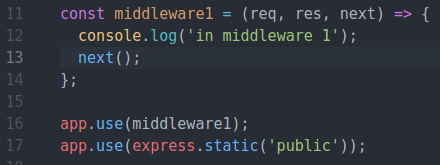 11 const middleware1 = (req, res, next) => {
12   console.log('in middleware 1');
13   next();
14 };
15
16 app.use(middleware1);
17 app.use(express.static('public'));